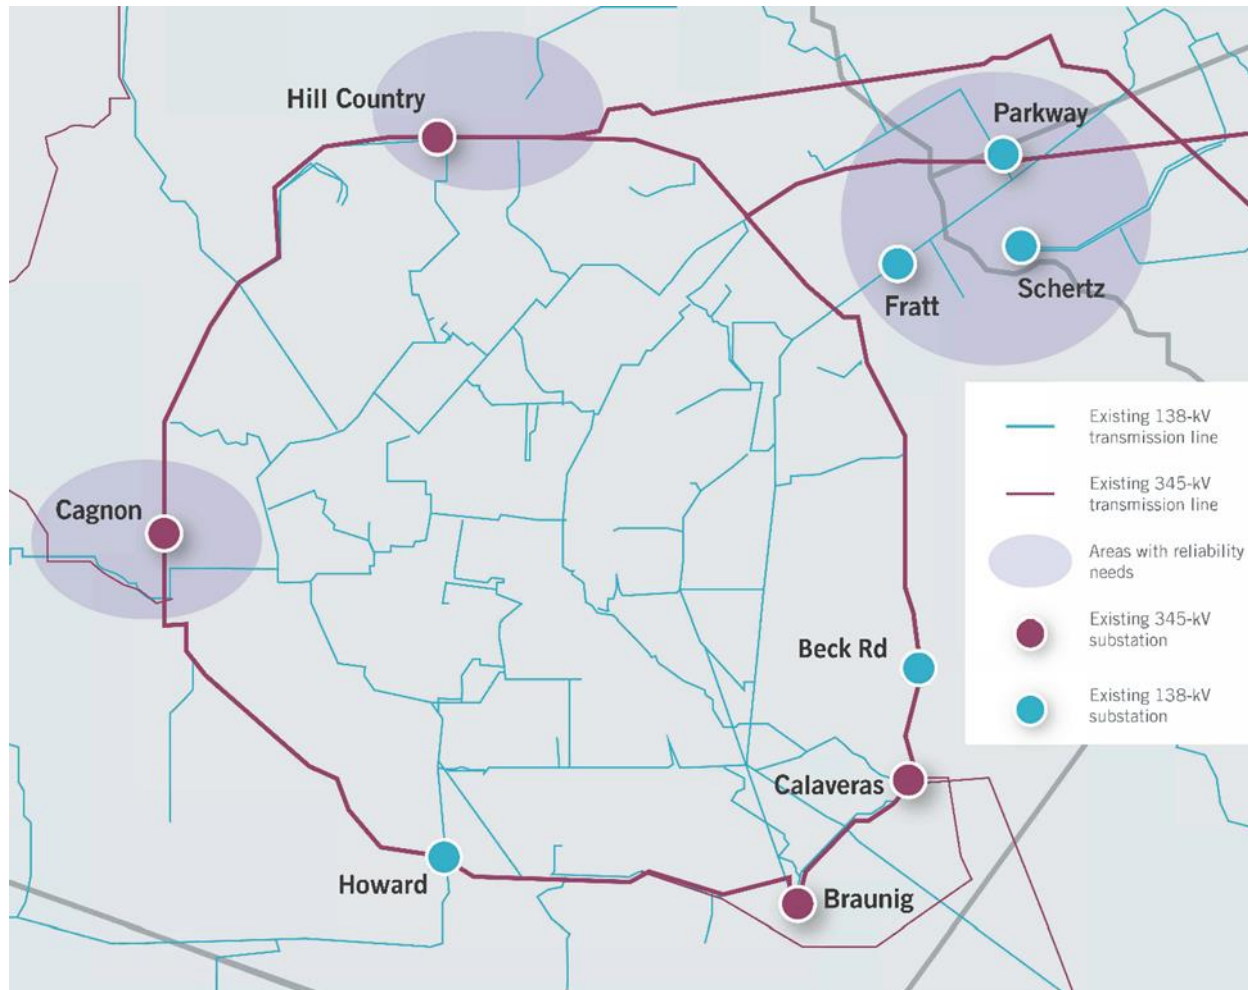 Hill Country
Parkway
Schertz
Fratt
Cagnon
Beck Rd
Calaveras
Howard
Braunig
Existing 138-kV
transmission line
Existing 345-kV
transmission line
Areas with reliability
needs
Existing 345-kV
substation
Existing 138-kV
substation